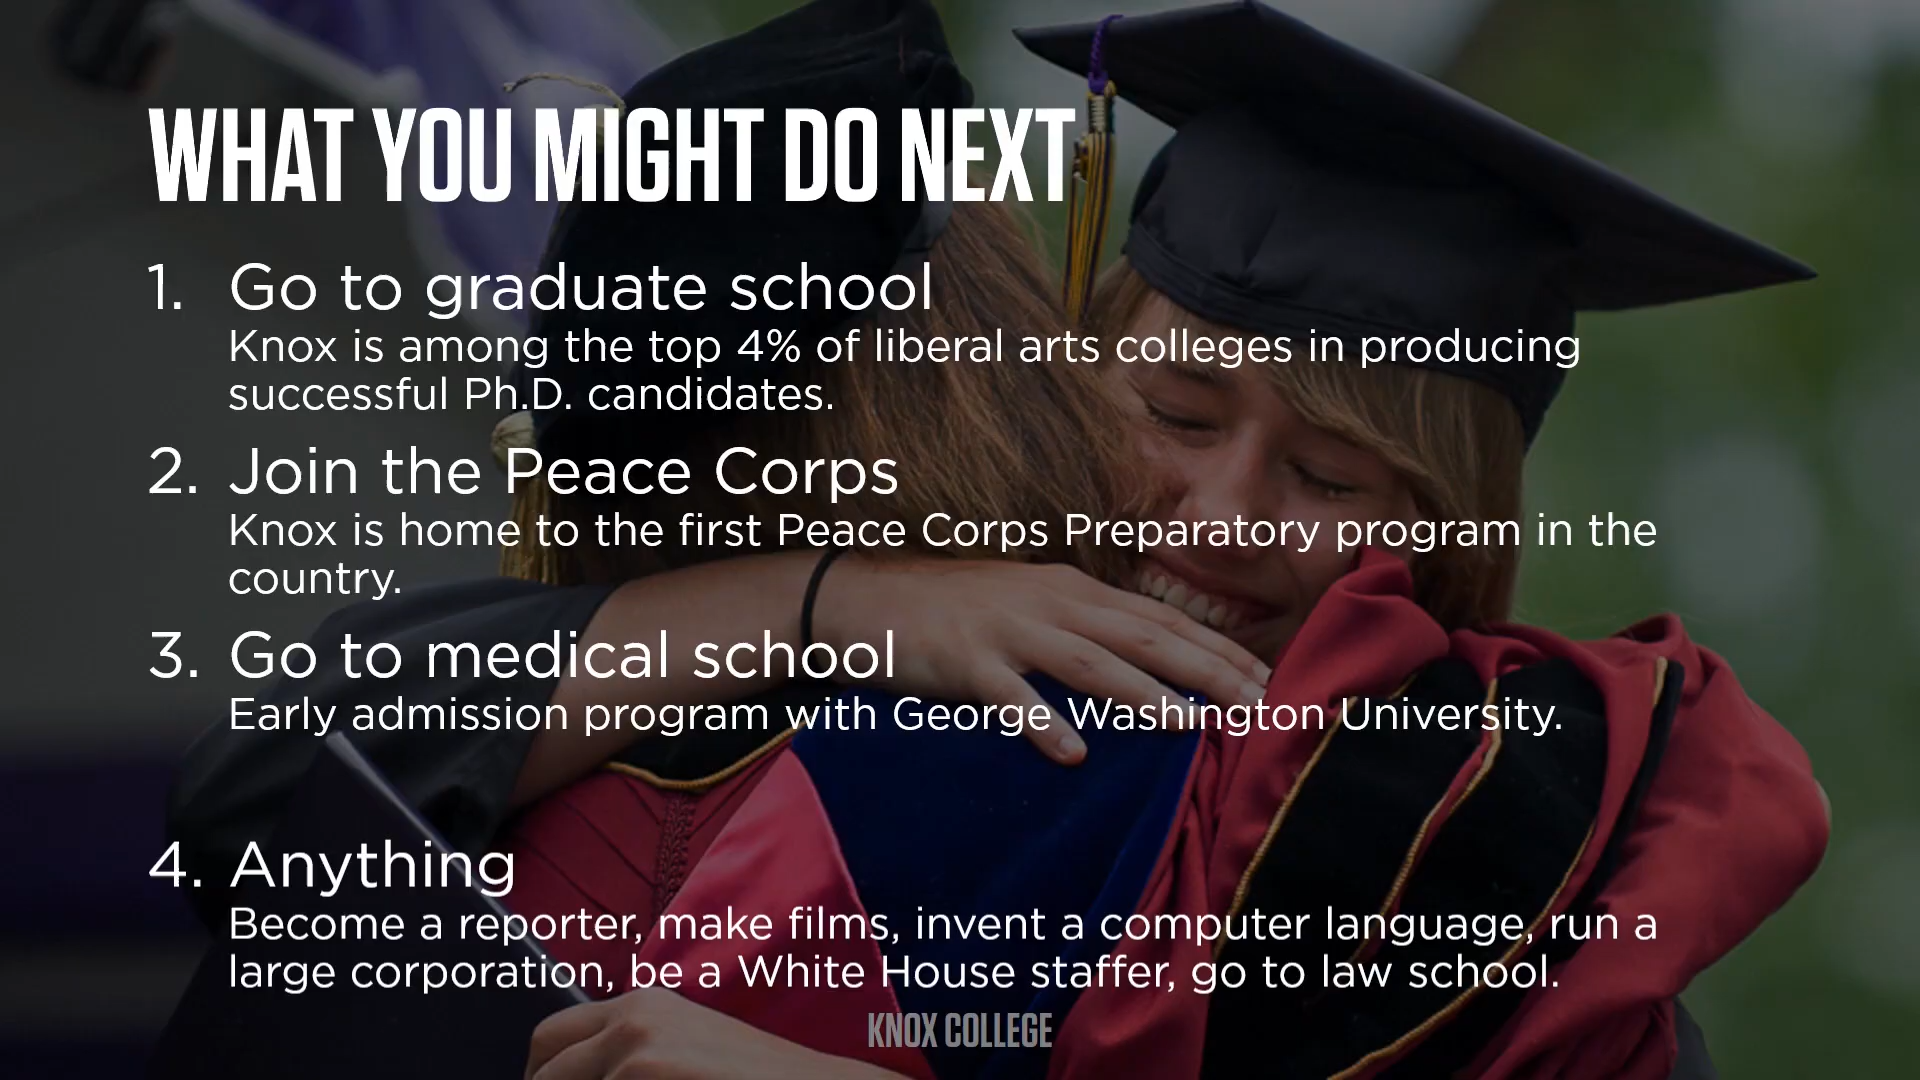 WHAT YOU MIGHT DO NEXT
1. Go to graduate school
Knox is among the top 4% of liberal arts colleges in producing
successful Ph.D. candidates.
2. Join the Peace Corps
Knox is home to the first Peace Corps Preparatory program in the
country.
3. Go to medical school
Early admission program with George Washington University.
4. Anything
Become a reporter, make films, invent a computer language, run a
large corporation, be a White House staffer, go to law school.
KNOX COLLEGE